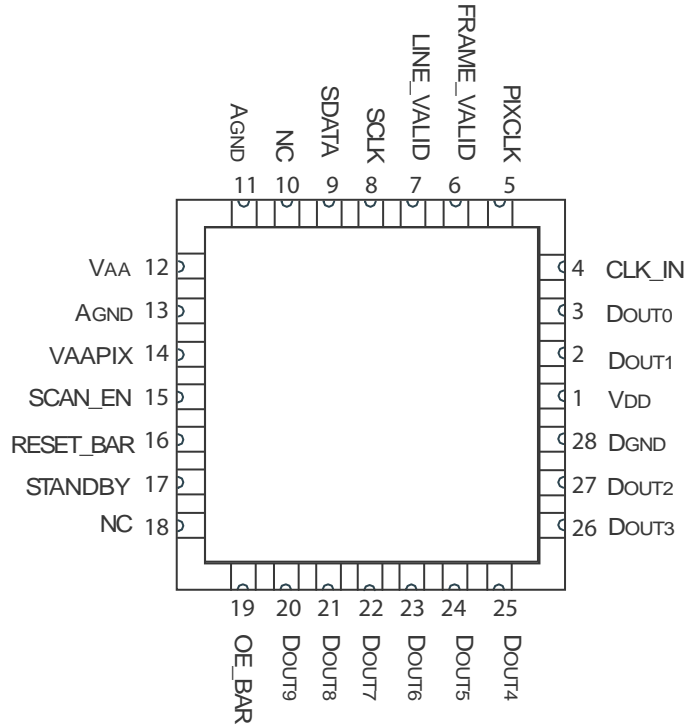 AGND
NC
SDATA
SCLK
LINE_VALID
FRAME_VALID
PIXCLK
11 10 9 8 7 6 5
VAA 12
AGND 13
VAAPIX 14
SCAN_EN 15
RESET_BAR 16
STANDBY 17
NC 18
4 CLK_IN
3 DOUT0
2 DOUT1
1 VDD
28 DGND
27 DOUT2
26 DOUT3
19 20 21 22 23 24 25
OE_BAR
DOUT9
DOUT8
DOUT7
DOUT6
DOUT5
DOUT4